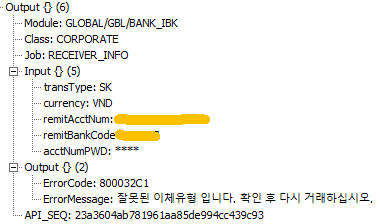 Output {} (6)
Module: GLOBAL/GBL/BANK_IBK
Class: CORPORATE
Job: RECEIVER_INFO
Input {} (5)
transType: SK
currency: VND
remitAcctNum:
remitBankCode
acctNumPWD: ****
Output {} (2)
ErrorCode: 800032C1
ErrorMessage: 잘못된 이체유형 입니다. 확인 후 다시 거래하십시오.
API_SEQ: 23a3604ab781961aa85de994cc439c93